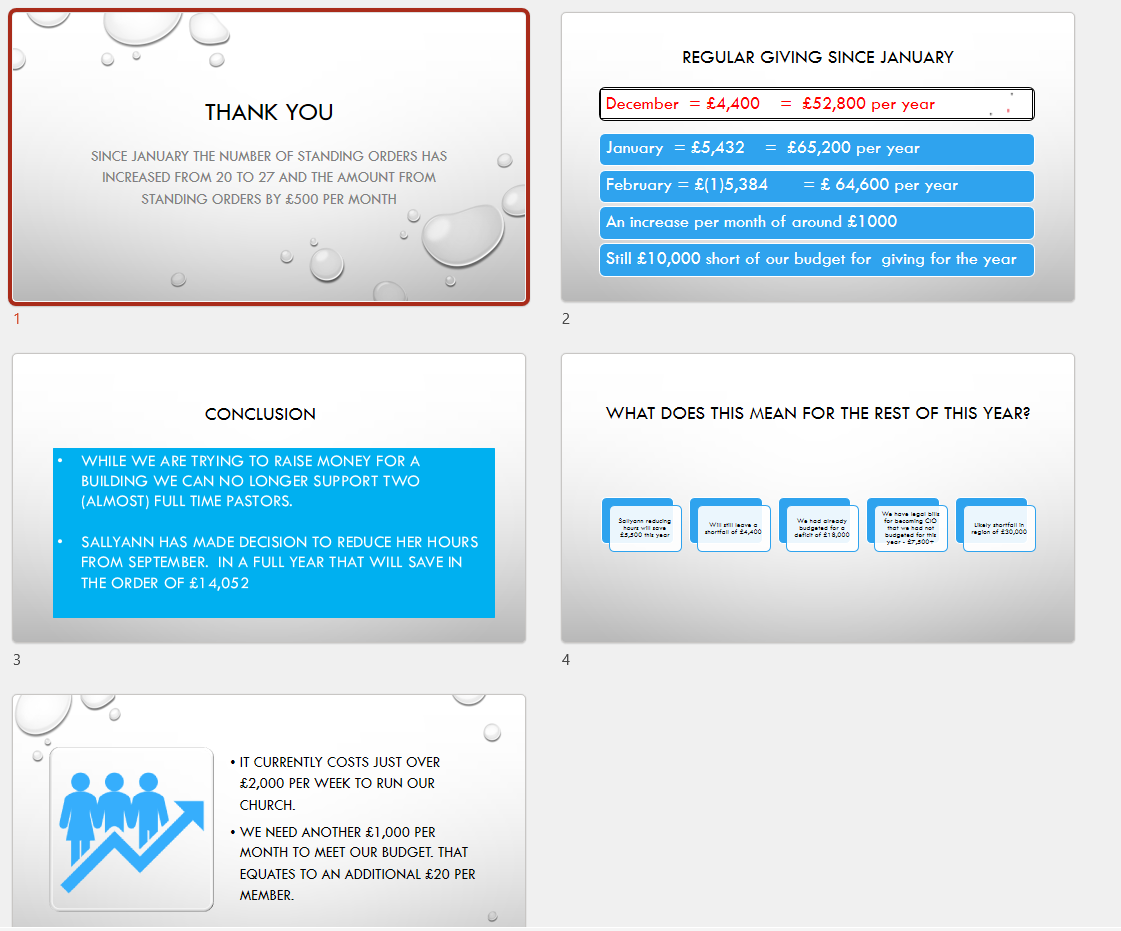 THANK YOU
SINCE JANUARY THE NUMBER OF STANDING ORDERS HAS
INCREASED FROM 20 TO 27 AND THE AMOUNT FROM
STANDING ORDERS BY £500 PER MONTH
1
REGULAR GIVING SINCE JANUARY
December = £4,400 = £52,800 per year
January = £5,432 = £65,200 per year
February = £(1)5,384 = £ 64,600 per year
An increase per month of around £1000
Still £10,000 short of our budget for giving for the year
2
CONCLUSION
• WHILE WE ARE TRYING TO RAISE MONEY FOR A
BUILDING WE CAN NO LONGER SUPPORT TWO
(ALMOST) FULL TIME PASTORS.
• SALLYANN HAS MADE DECISION TO REDUCE HER HOURS
FROM SEPTEMBER. IN A FULL YEAR THAT WILL SAVE IN
THE ORDER OF £14,052
3
WHAT DOES THIS MEAN FOR THE REST OF THIS YEAR?
Sallyann reducing
hours will save
£5,500 this year
Will still leave a
shortfall of £4,400
We had already
budgeted for a
deficit of £18,000
We have legal bills
for becoming CIO
that we had not
budgeted for this
year - £7,500+
Likely shortfall in
region of £30,000
4
• IT CURRENTLY COSTS JUST OVER
£2,000 PER WEEK TO RUN OUR
CHURCH.
• WE NEED ANOTHER £1,000 PER
MONTH TO MEET OUR BUDGET. THAT
EQUATES TO AN ADDITIONAL £20 PER
MEMBER.